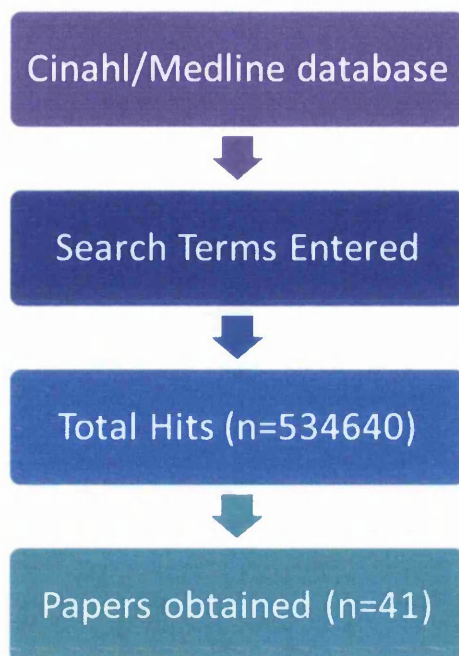 Cinahl/Medline database
Search Terms Entered
Total Hits (n=534640)
Papers obtained (n=41)